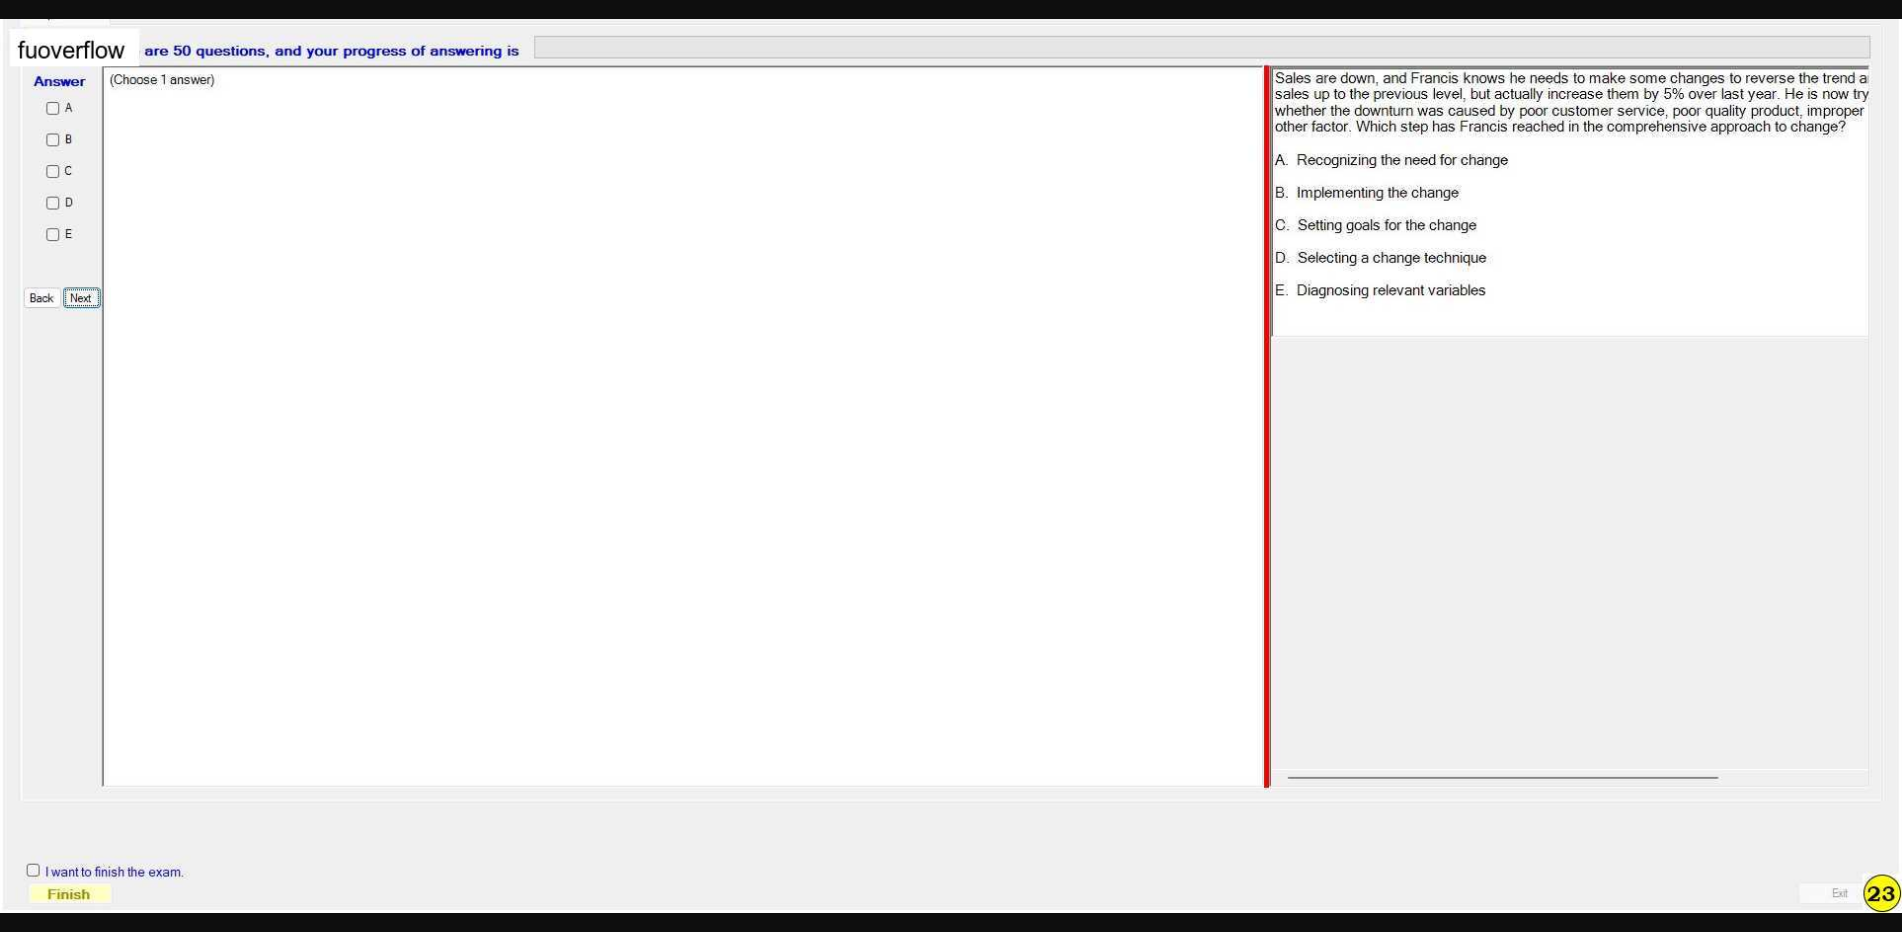 fuoverflow are 50 questions, and your progress of answering is
Answer
A
B
C
D
E
Back Next
(Choose 1 answer)
Sales are down, and Francis knows he needs to make some changes to reverse the trend a
sales up to the previous level, but actually increase them by 5% over last year. He is now try
whether the downturn was caused by poor customer service, poor quality product, improper
other factor. Which step has Francis reached in the comprehensive approach to change?
A. Recognizing the need for change
B. Implementing the change
C. Setting goals for the change
D. Selecting a change technique
E. Diagnosing relevant variables
I want to finish the exam.
Finish
Exit 23